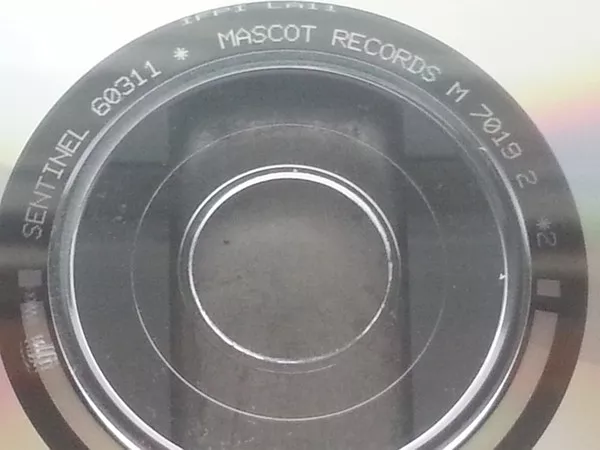 IFPI LA11
SENTINEL 60311 * MASCOT RECORDS M 7019 2 *2